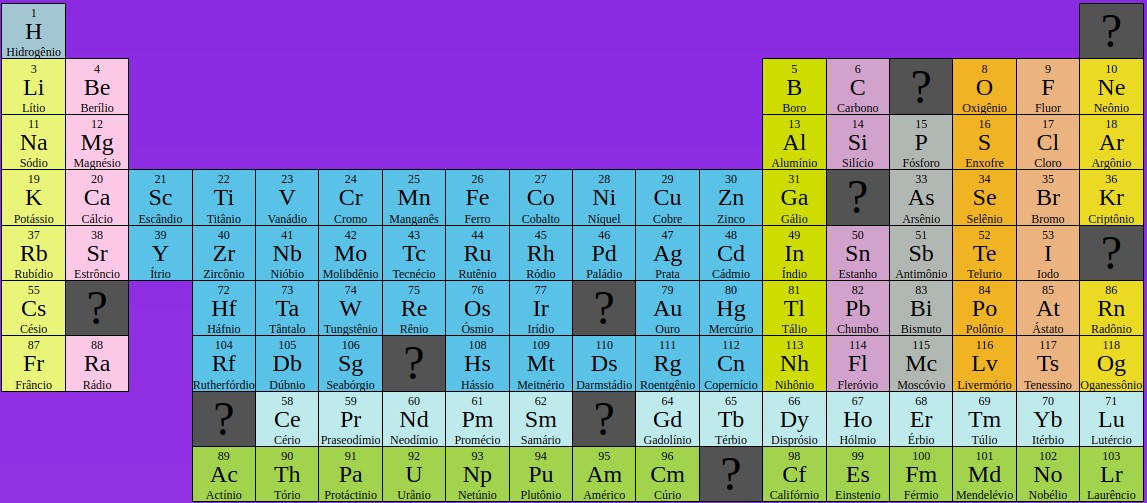 1
H ?
Hidrogênio
3 4 5 6 8 9 10
Li Be B C ? O F Ne
Lítio Berílio Boro Carbono Oxigênio Fluor Neônio
11 12 13 14 15 16 17 18
Na Mg Al Si P S Cl Ar
Sódio Magnésio Alumínio Silício Fósforo Enxofre Cloro Argônio
19 20 21 22 23 24 25 26 27 28 29 30 31 33 34 35 36
K Ca Sc Ti V Cr Mn Fe Co Ni Cu Zn Ga ? As Se Br Kr
Potássio Cálcio Escândio Titânio Vanádio Cromo Manganês Ferro Cobalto Níquel Cobre Zinco Gálio Arsênio Selênio Bromo Criptônio
37 38 39 40 41 42 43 44 45 46 47 48 49 50 51 52 53
Rb Sr Y Zr Nb Mo Tc Ru Rh Pd Ag Cd In Sn Sb Te I ?
Rubídio Estrôncio Ítrio Zircônio Nióbio Molibdênio Tecnécio Rutênio Ródio Paládio Prata Cádmio Índio Estanho Antimônio Telurio Iodo
55 72 73 74 75 76 77 79 80 81 82 83 84 85 86
Cs ? Hf Ta W Re Os Ir ? Au Hg Tl Pb Bi Po At Rn
Césio Háfnio Tântalo Tungstênio Rênio Ósmio Irídio Ouro Mercúrio Tálio Chumbo Bismuto Polônio Ástato Radônio
87 88 104 105 106 108 109 110 111 112 113 114 115 116 117 118
Fr Ra Rf Db Sg ? Hs Mt Ds Rg Cn Nh Fl Mc Lv Ts Og
Frâncio Rádio Rutherfórdio Dúbnio Seabórgio Hássio Meitnério Darmstádio Roentgênio Copernício Nihônio Fleróvio Moscóvio Livermório Tenessino Oganessônio
58 59 60 61 62 64 65 66 67 68 69 70 71
? Ce Pr Nd Pm Sm ? Gd Tb Dy Ho Er Tm Yb Lu
Cério Praseodímio Neodímio Promécio Samário Gadolínio Térbio Disprósio Hólmio Érbio Túlio Itérbio Lutércio
89 90 91 92 93 94 95 96 98 99 100 101 102 103
Ac Th Pa U Np Pu Am Cm ? Cf Es Fm Md No Lr
Actínio Tório Protáctinio Urânio Netúnio Plutônio Américo Cúrio Califórnio Einstenio Férmio Mendelévio Nobélio Laurêncio